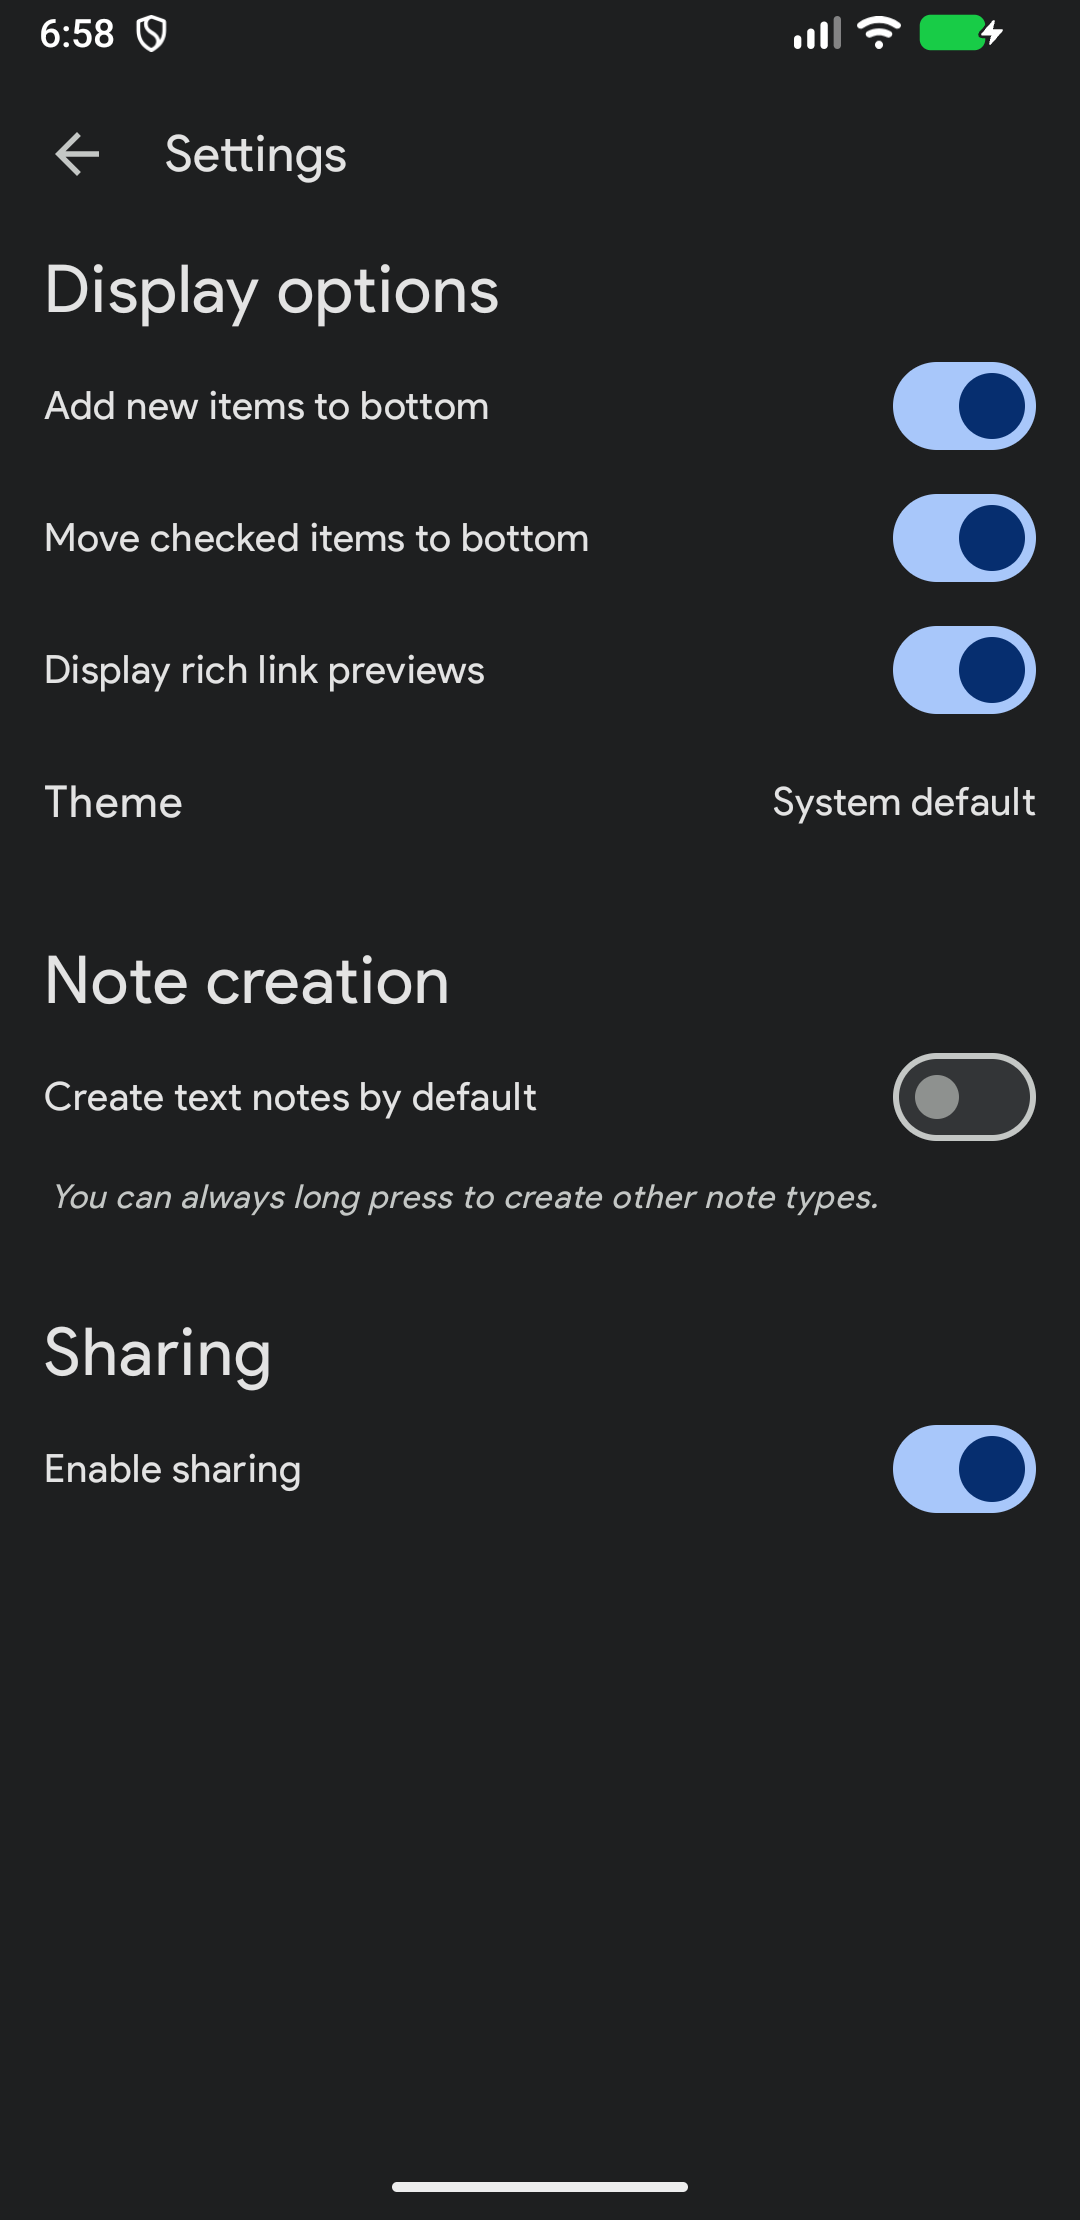 6:58
Settings
Display options
Add new items to bottom
Move checked items to bottom
Display rich link previews
Theme
System default
Note creation
Create text notes by default
You can always long press to create other note types.
Sharing
Enable sharing